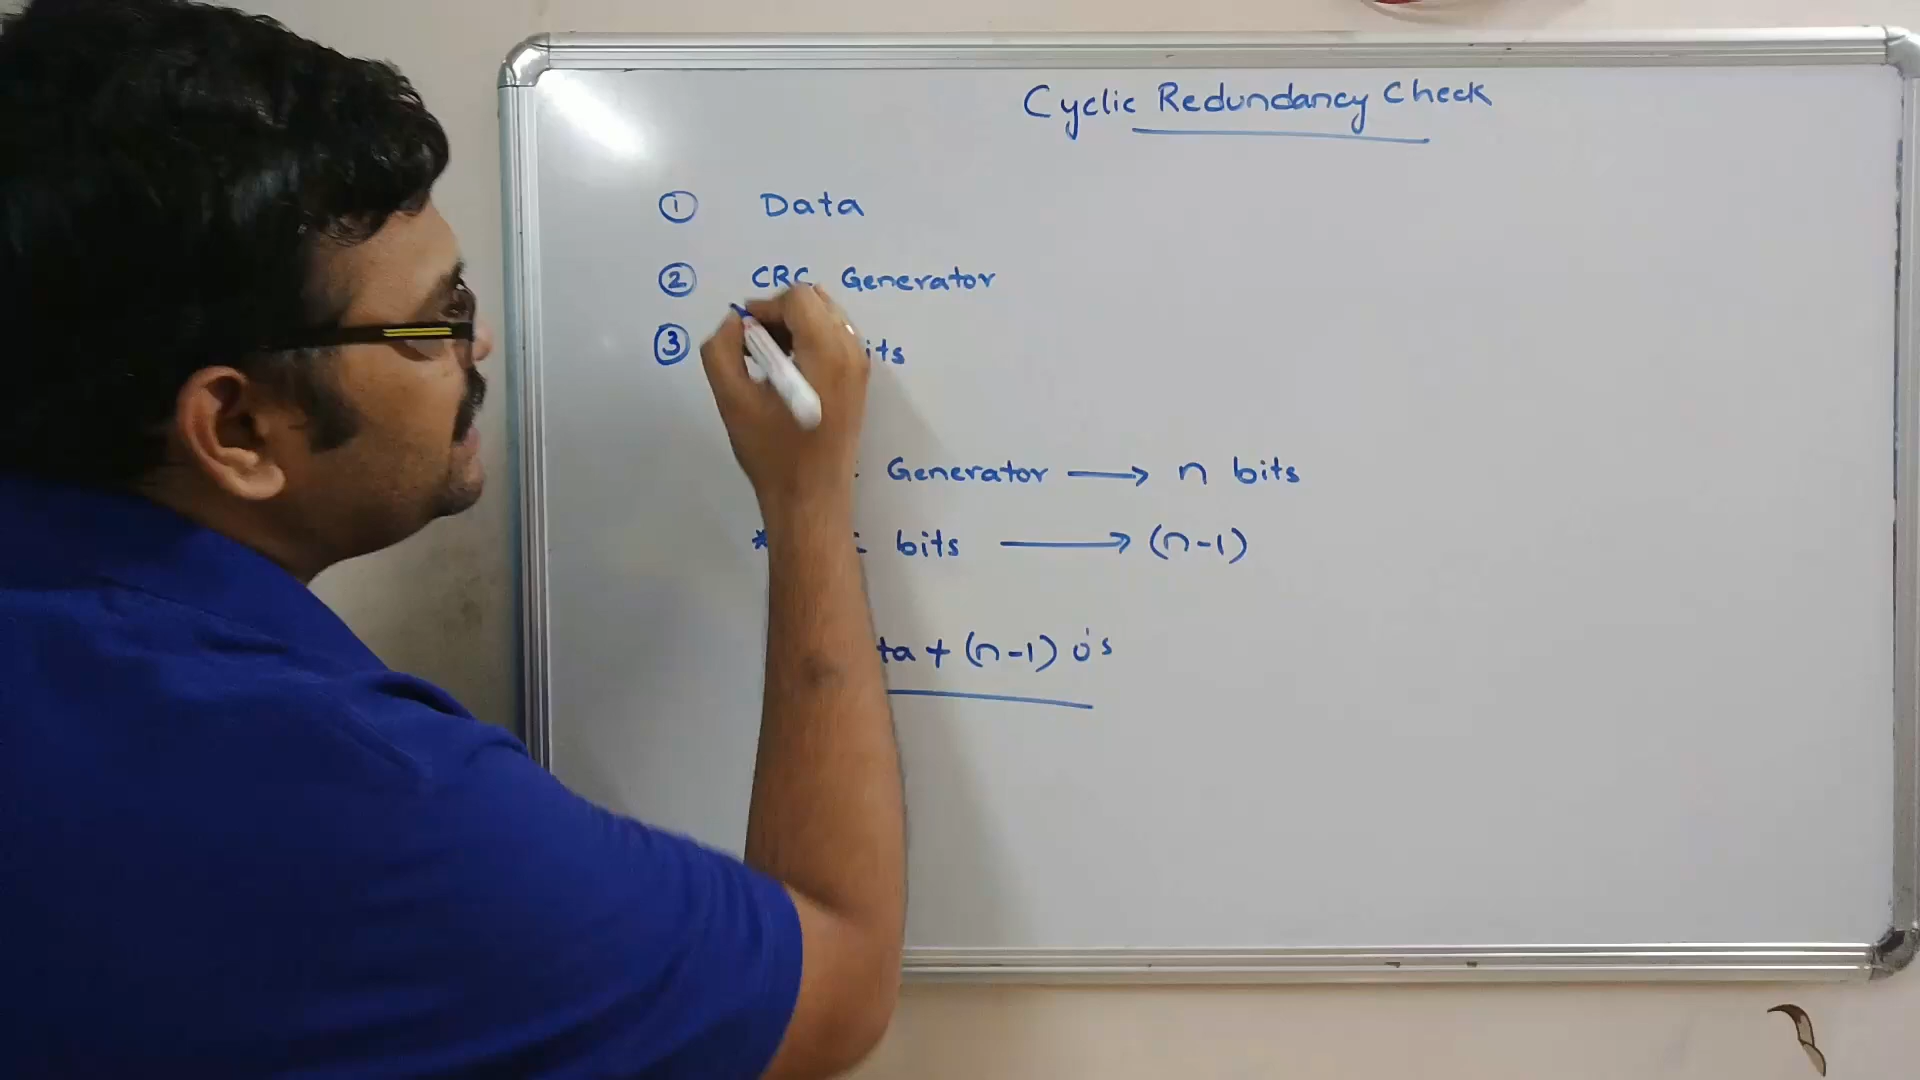 Cyclic Redundancy Check
① Data
② CRC Generator
③ its
: Generator → n bits
* : bits → (n-1)
ta + (n-1) 0's